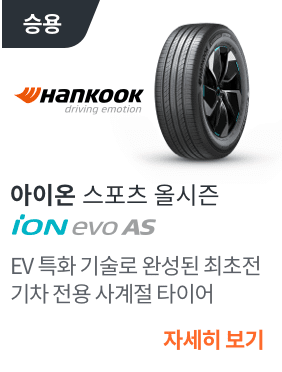 승용
HANKOOK
driving emotion
아이온 스포츠 올시즌
iON evo AS
EV 특화 기술로 완성된 최초전
기차 전용 사계절 타이어
자세히 보기